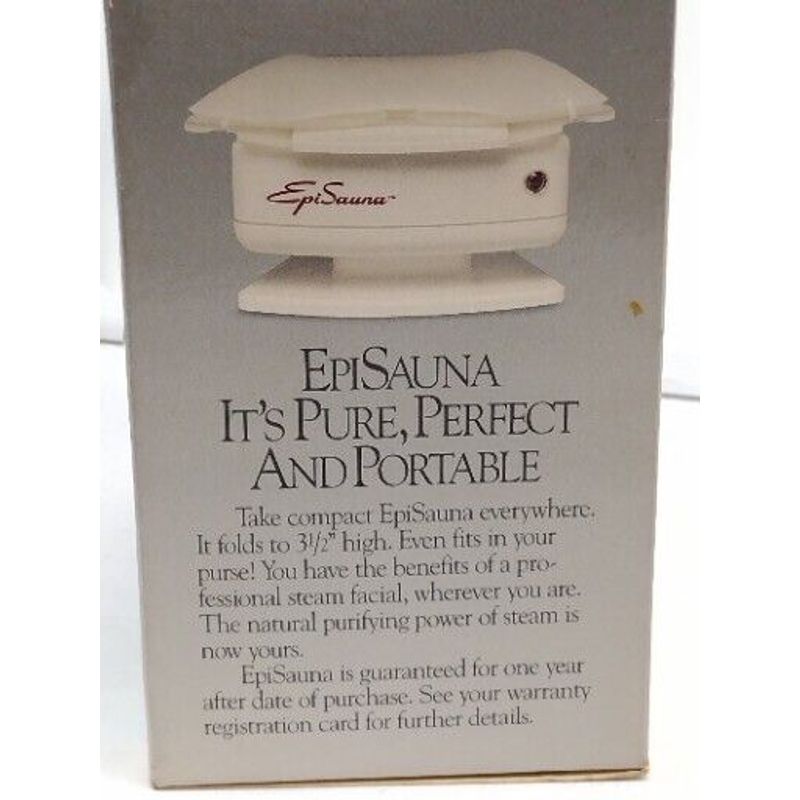 EpiSauna™
EPISAUNA
IT'S PURE, PERFECT
AND PORTABLE
Take compact EpiSauna everywhere.
It folds to 3½" high. Even fits in your
purse! You have the benefits of a pro-
fessional steam facial, wherever you are.
The natural purifying power of steam is
now yours.
EpiSauna is guaranteed for one year
after date of purchase. See your warranty
registration card for further details.